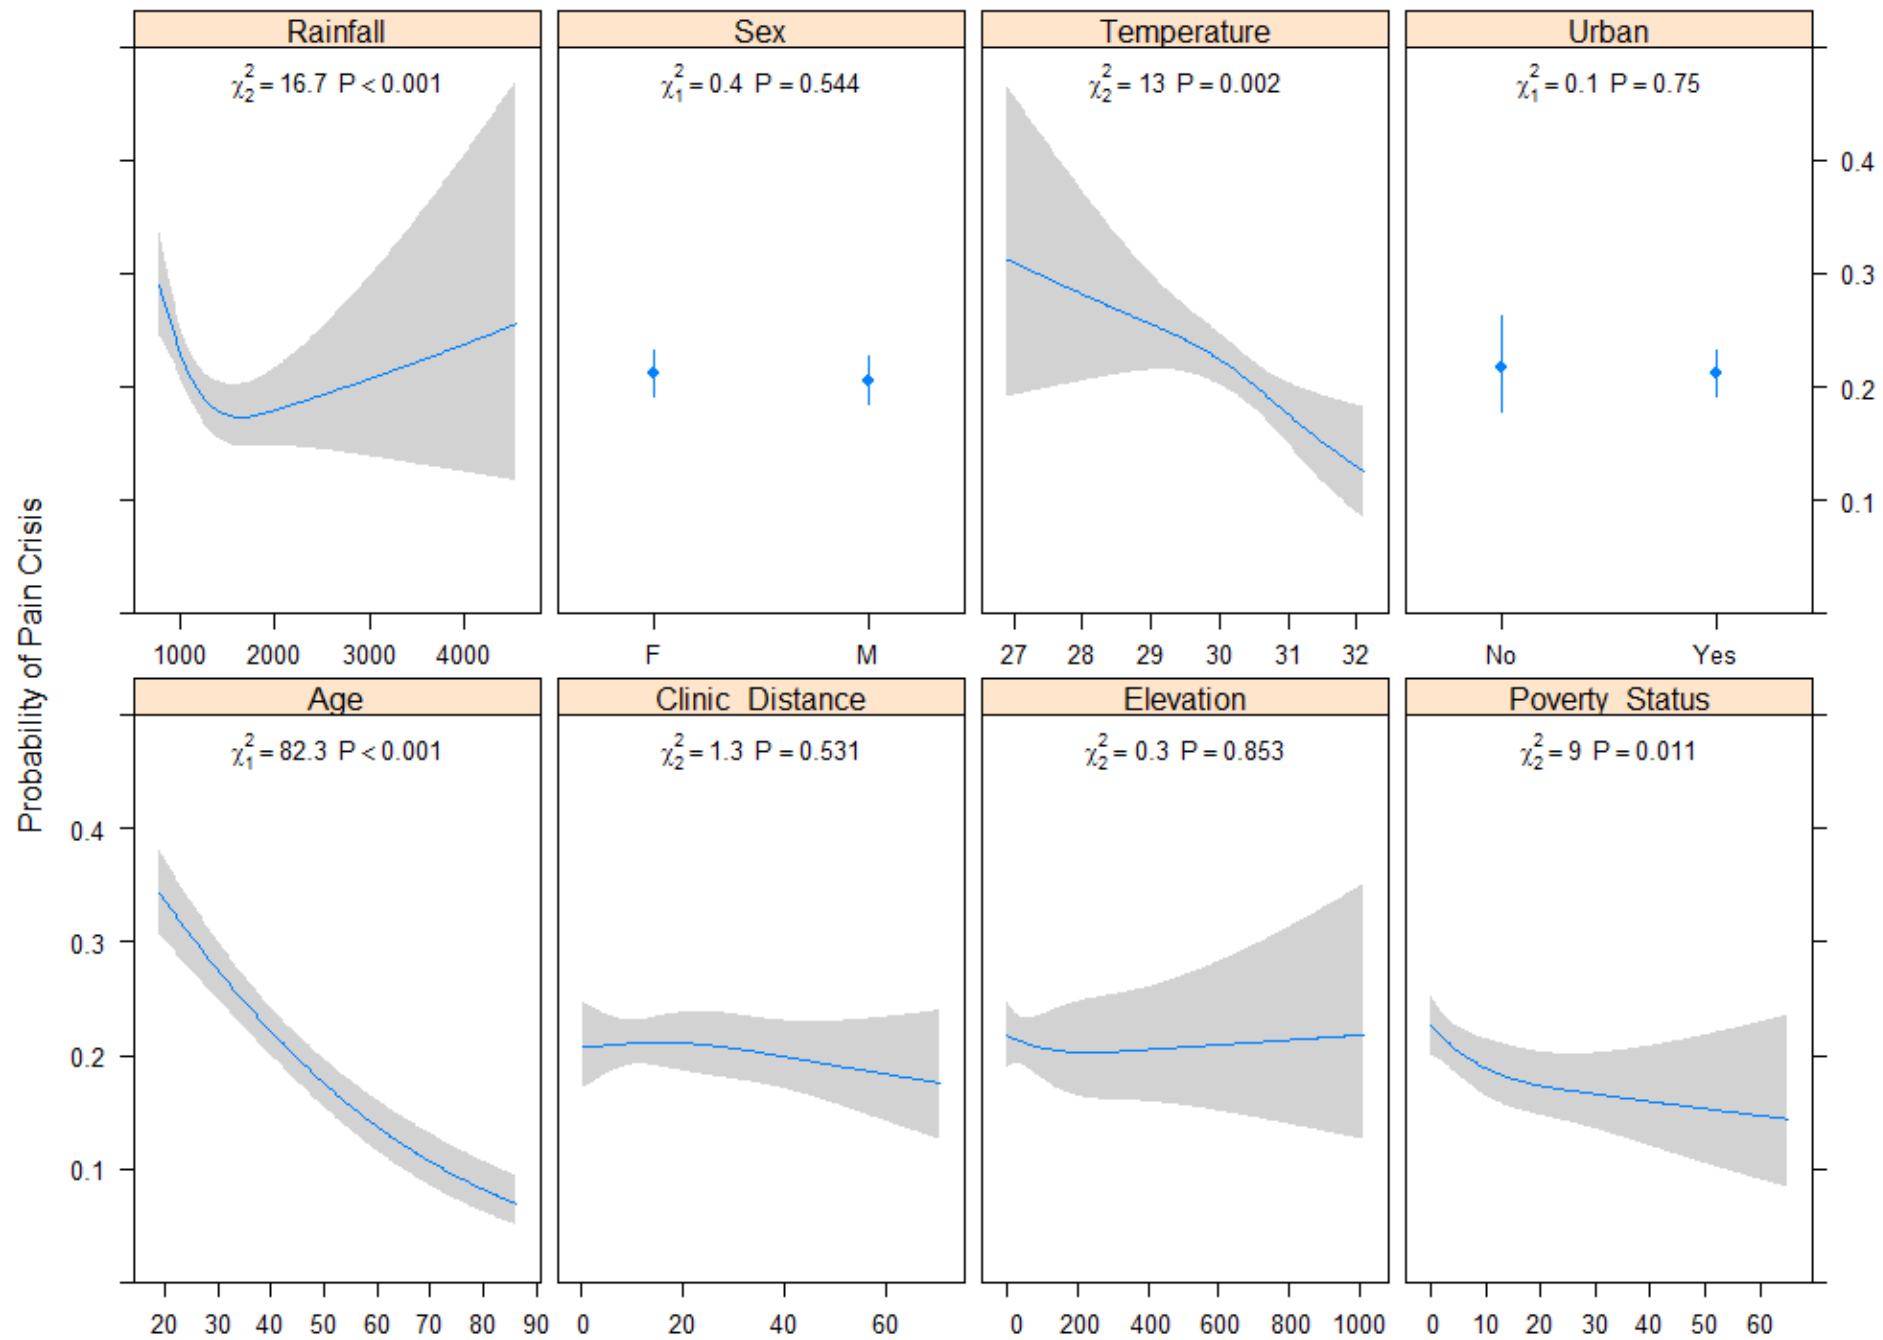 Rainfall Sex Temperature Urban
χ²₂ = 16.7 P < 0.001 χ²₁ = 0.4 P = 0.544 χ²₂ = 13 P = 0.002 χ²₁ = 0.1 P = 0.75
0.4
0.3
0.2
0.1
1000 2000 3000 4000 F M 27 28 29 30 31 32 No Yes
Probability of Pain Crisis
Age Clinic_Distance Elevation Poverty_Status
χ²₁ = 82.3 P < 0.001 χ²₂ = 1.3 P = 0.531 χ²₂ = 0.3 P = 0.853 χ²₂ = 9 P = 0.011
0.4
0.3
0.2
0.1
20 30 40 50 60 70 80 90 0 20 40 60 0 200 400 600 800 1000 0 10 20 30 40 50 60